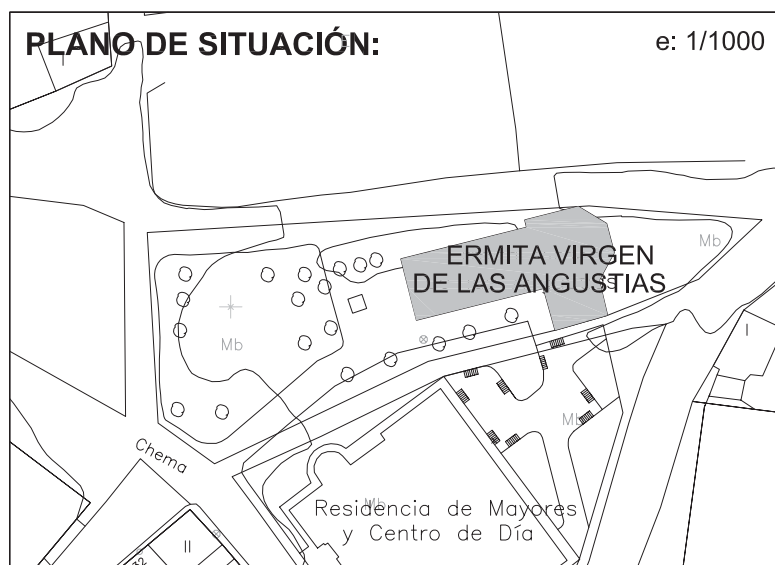 PLANO DE SITUACIÓN:
e: 1/1000
I
ERMITA VIRGEN
DE LAS ANGUSTIAS
Mb
Mb
I
Mb
Chema
Mb
Residencia de Mayores
y Centro de Día
II